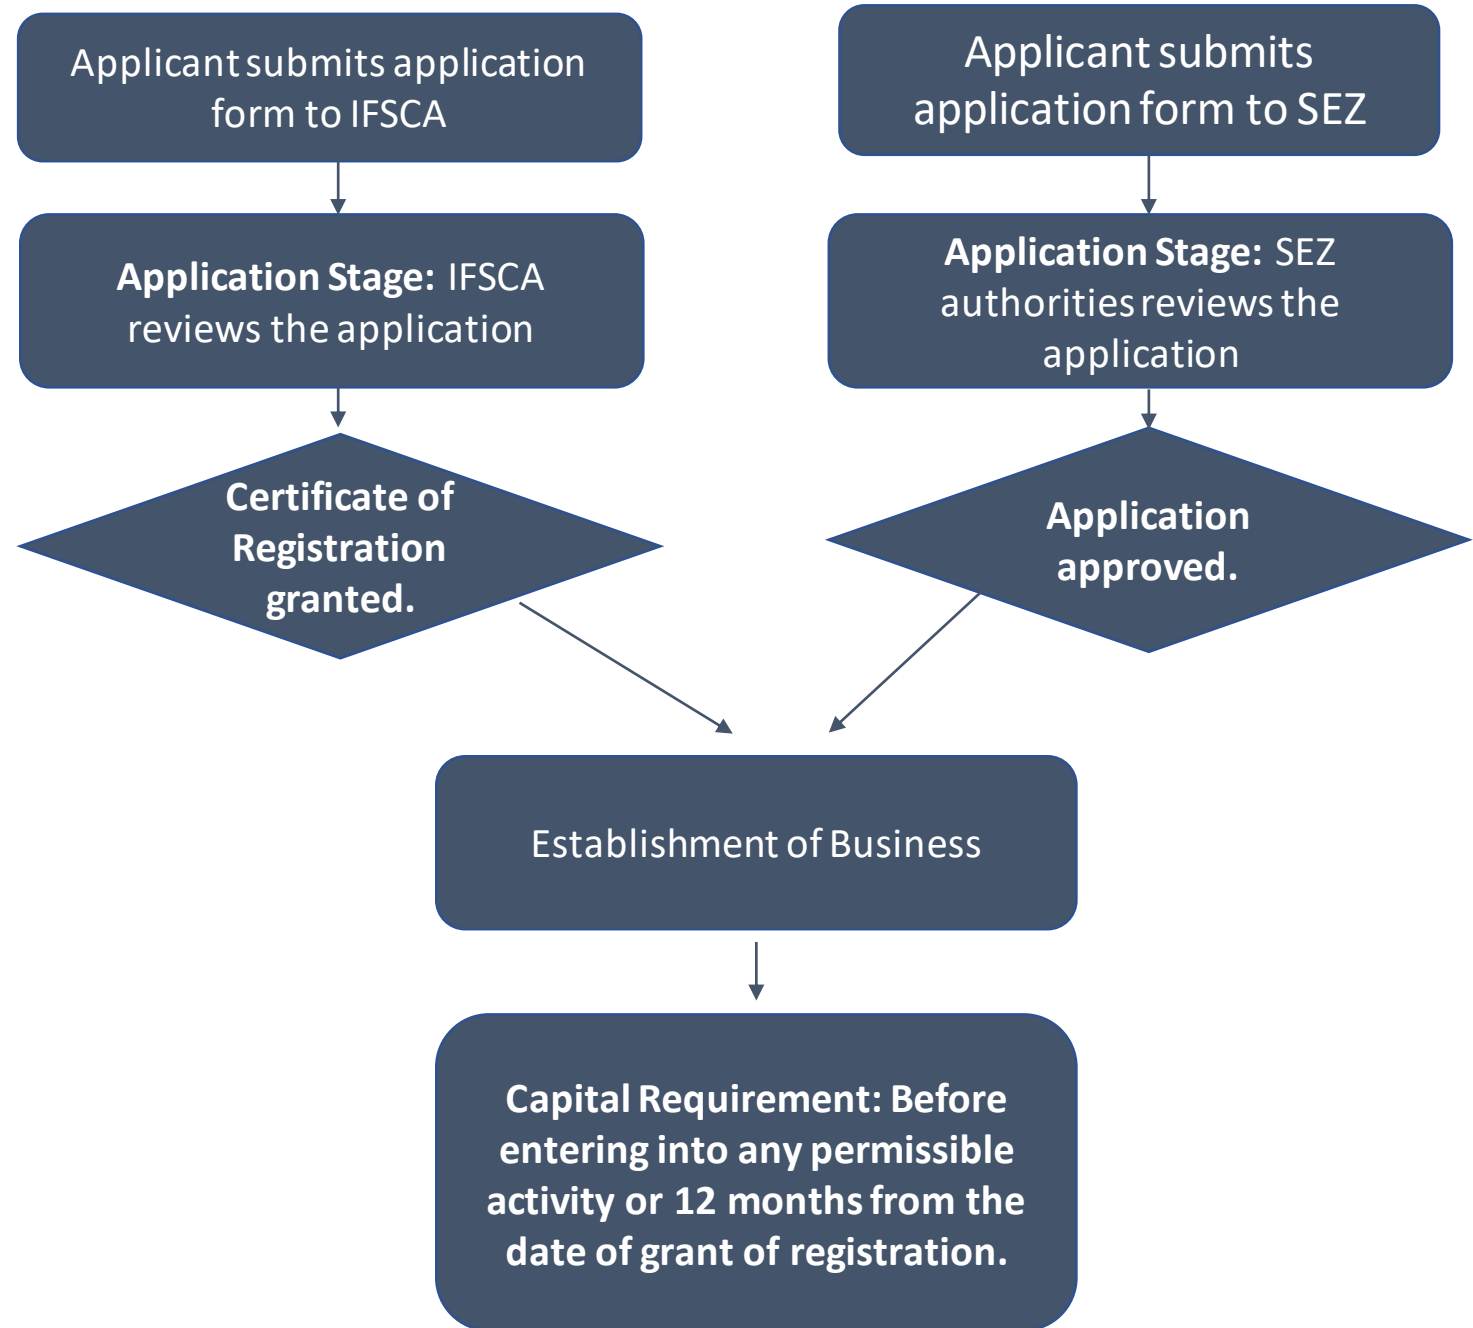 Applicant submits application
form to IFSCA
Application Stage: IFSCA
reviews the application
Certificate of
Registration
granted.
Applicant submits
application form to SEZ
Application Stage: SEZ
authorities reviews the
application
Application
approved.
Establishment of Business
Capital Requirement: Before
entering into any permissible
activity or 12 months from the
date of grant of registration.